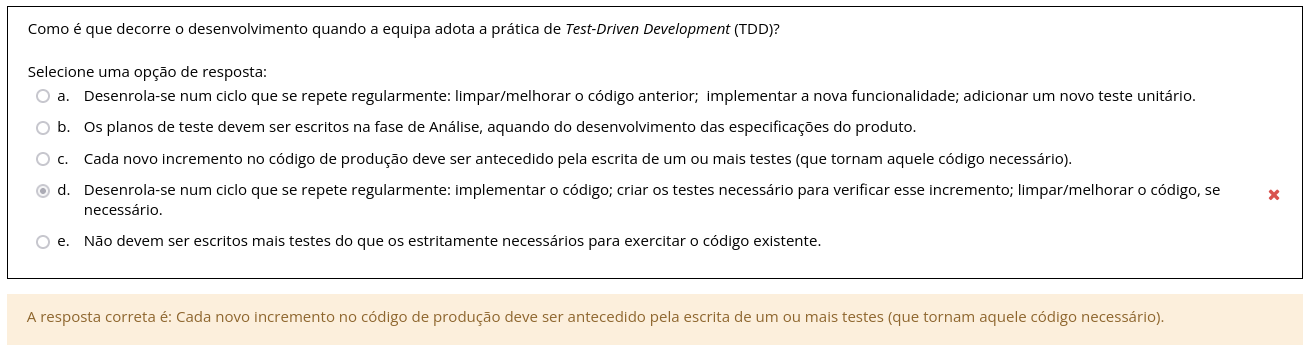 Como é que decorre o desenvolvimento quando a equipa adota a prática de Test-Driven Development (TDD)?
Selecione uma opção de resposta:
a. Desenrola-se num ciclo que se repete regularmente: limpar/melhorar o código anterior;  implementar a nova funcionalidade; adicionar um novo teste unitário.
b. Os planos de teste devem ser escritos na fase de Análise, aquando do desenvolvimento das especificações do produto.
c. Cada novo incremento no código de produção deve ser antecedido pela escrita de um ou mais testes (que tornam aquele código necessário).
d. Desenrola-se num ciclo que se repete regularmente: implementar o código; criar os testes necessário para verificar esse incremento; limpar/melhorar o código, se
necessário.
e. Não devem ser escritos mais testes do que os estritamente necessários para exercitar o código existente.
A resposta correta é: Cada novo incremento no código de produção deve ser antecedido pela escrita de um ou mais testes (que tornam aquele código necessário).